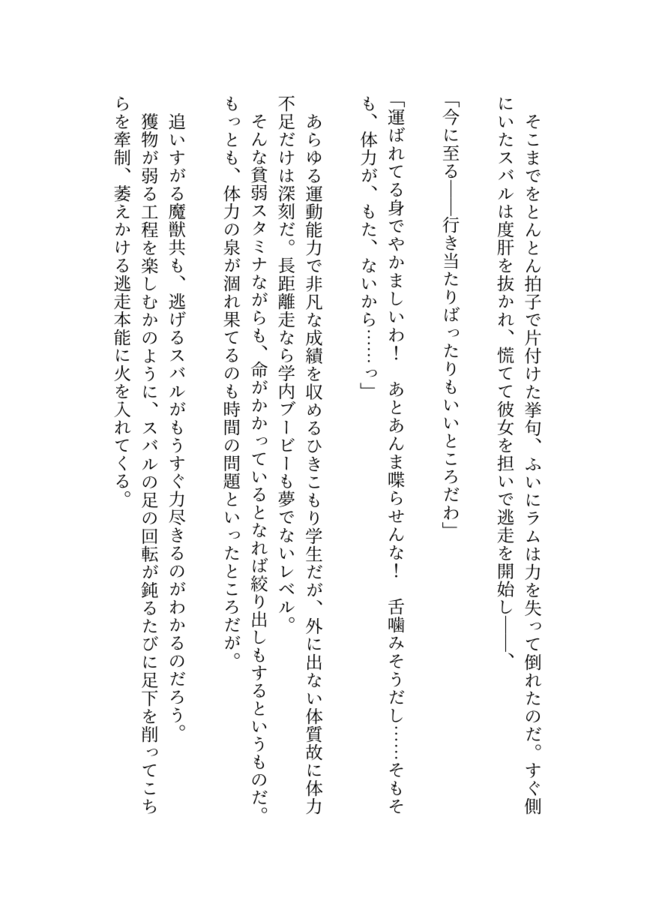 そこまでをとんとん拍子で片付けた挙句、ふいにラムは力を失って倒れたのだ。すぐ側
にいたスバルは度肝を抜かれ、慌てて彼女を担いで逃走を開始し――、
「今に至る――行き当たりばったりもいいところだわ」
「運ばれてる身でやかましいわ！　あとあんま喋らせんな！　舌噛みそうだし……そもそ
も、体力が、もた、ないから……っ」
　あらゆる運動能力で非凡な成績を収めるひきこもり学生だが、外に出ない体質故に体力
不足だけは深刻だ。長距離走なら学内ブービーも夢でないレベル。
　そんな貧弱スタミナながらも、命がかかっているとなれば絞り出しもするというものだ。
もっとも、体力の泉が涸れ果てるのも時間の問題といったところだが。
　追いすがる魔獣共も、逃げるスバルがもうすぐ力尽きるのがわかるのだろう。
　獲物が弱る工程を楽しむかのように、スバルの足の回転が鈍るたびに足下を削ってこち
らを牽制、萎えかける逃走本能に火を入れてくる。